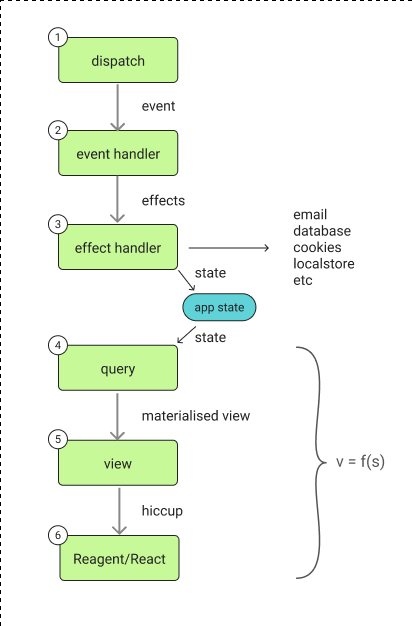 1
dispatch
event
2
event handler
effects
3
effect handler
email
database
cookies
localstore
etc
state
app state
state
4
query
materialised view
5
view
v = f(s)
hiccup
6
Reagent/React